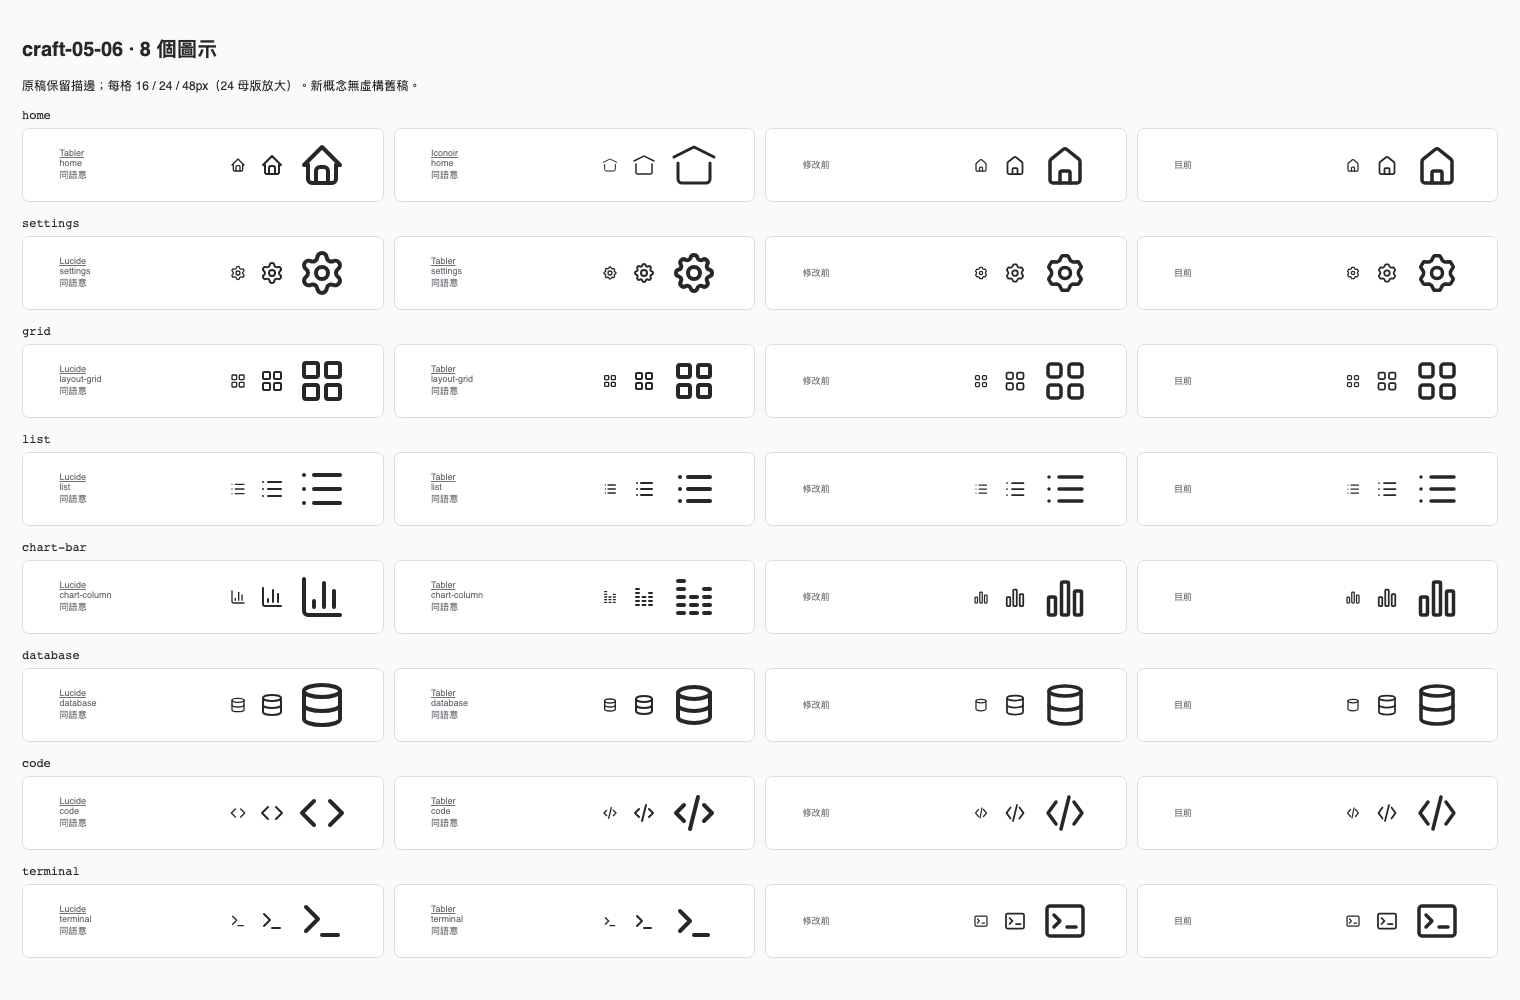 craft-05-06 · 8 個圖示
原稿保留描邊；每格 16 / 24 / 48px（24 母版放大）。新概念無虛構舊稿。
home
Tabler
home
同語意
Iconoir
home
同語意
修改前
目前
settings
Lucide
settings
同語意
Tabler
settings
同語意
修改前
目前
grid
Lucide
layout-grid
同語意
Tabler
layout-grid
同語意
修改前
目前
list
Lucide
list
同語意
Tabler
list
同語意
修改前
目前
chart-bar
Lucide
chart-column
同語意
Tabler
chart-column
同語意
修改前
目前
database
Lucide
database
同語意
Tabler
database
同語意
修改前
目前
code
Lucide
code
同語意
Tabler
code
同語意
修改前
目前
terminal
Lucide
terminal
同語意
Tabler
terminal
同語意
修改前
目前